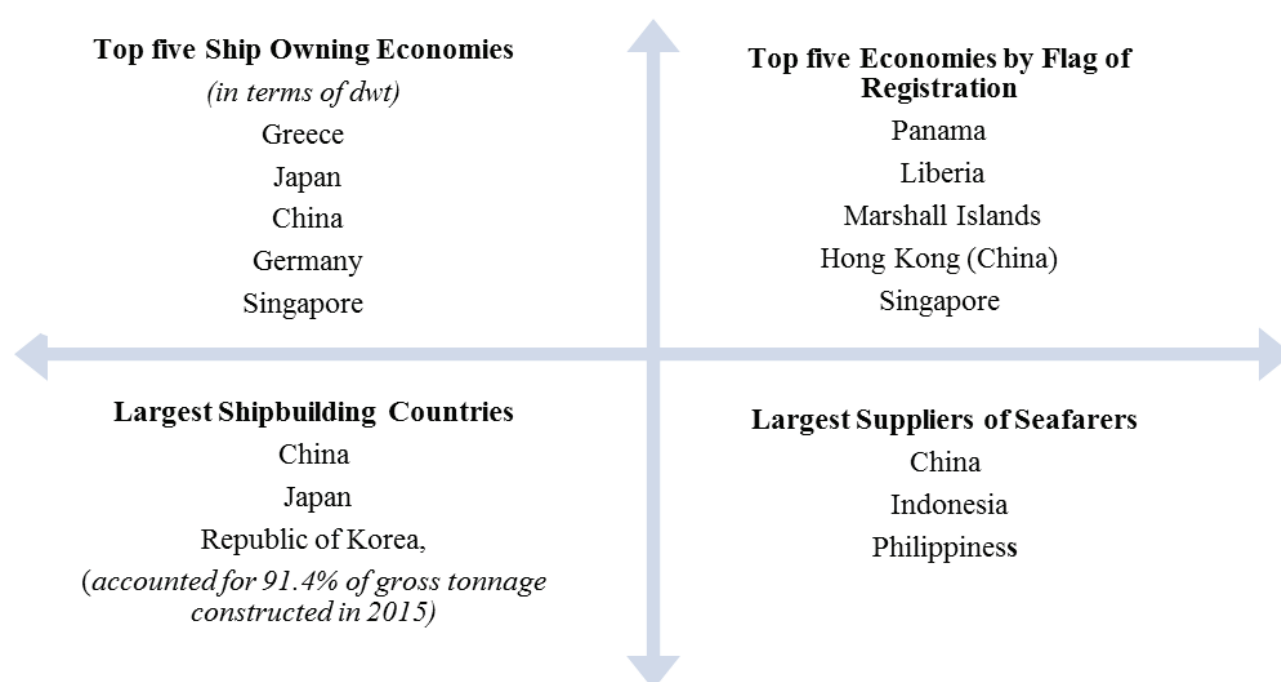 Top five Ship Owning Economies
(in terms of dwt)
Greece
Japan
China
Germany
Singapore
Top five Economies by Flag of
Registration
Panama
Liberia
Marshall Islands
Hong Kong (China)
Singapore
Largest Shipbuilding Countries
China
Japan
Republic of Korea,
(accounted for 91.4% of gross tonnage
constructed in 2015)
Largest Suppliers of Seafarers
China
Indonesia
Philippiness